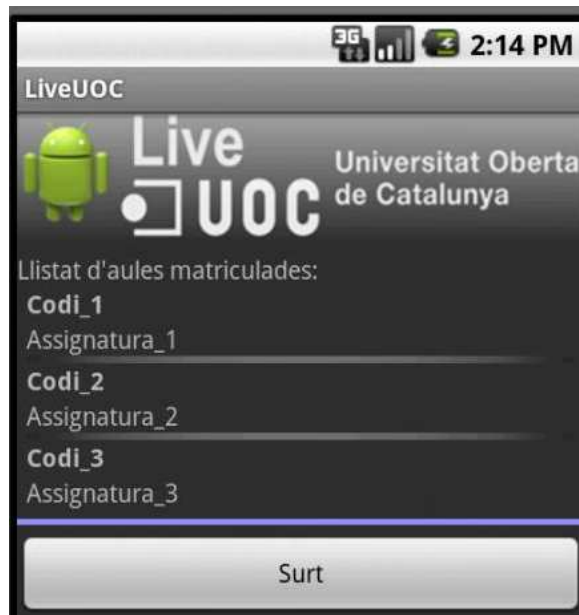 3G 2:14 PM
LiveUOC
Live
UOC
Universitat Oberta
de Catalunya
Llistat d'aules matriculades:
Codi_1
Assignatura_1
Codi_2
Assignatura_2
Codi_3
Assignatura_3
Surt